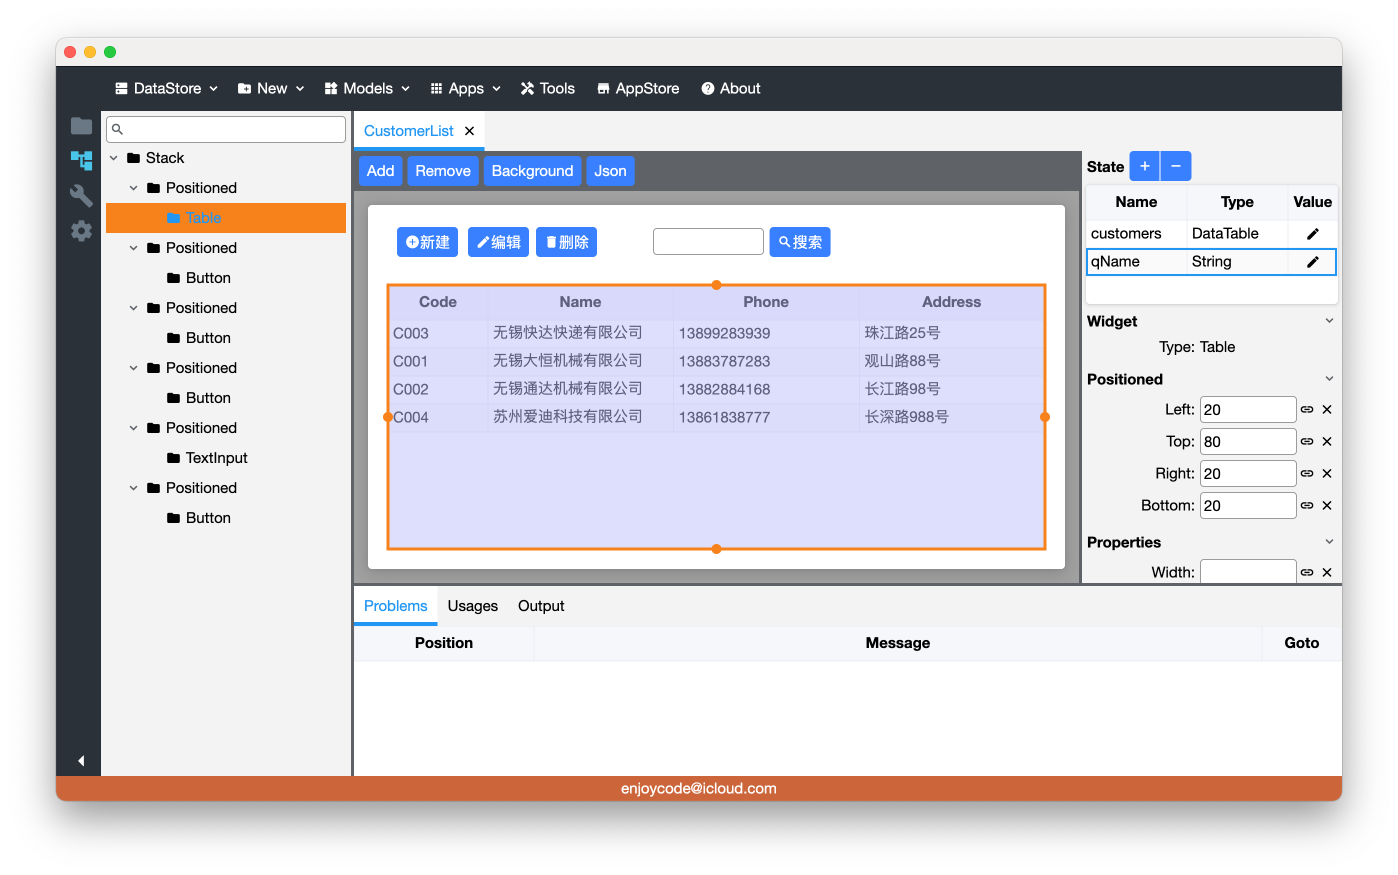 DataStore New Models Apps Tools AppStore About
CustomerList
Stack
Positioned
Table
Positioned
Button
Positioned
Button
Positioned
Button
Positioned
TextInput
Positioned
Button
Add Remove Background Json
新建 编辑 删除 搜索
Code Name Phone Address
C003 无锡快达快递有限公司 13899283939 珠江路25号
C001 无锡大恒机械有限公司 13883787283 观山路88号
C002 无锡通达机械有限公司 13882884168 长江路98号
C004 苏州爱迪科技有限公司 13861838777 长深路988号
State + −
Name Type Value
customers DataTable
qName String
Widget
Type: Table
Positioned
Left: 20
Top: 80
Right: 20
Bottom: 20
Properties
Width:
Problems Usages Output
Position Message Goto
enjoycode@icloud.com